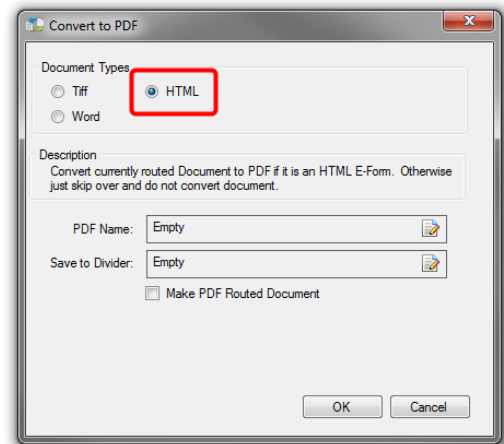 Convert to PDF
Document Types
Tiff
HTML
Word
Description
Convert currently routed Document to PDF if it is an HTML E-Form. Otherwise
just skip over and do not convert document.
PDF Name: Empty
Save to Divider: Empty
Make PDF Routed Document
OK Cancel